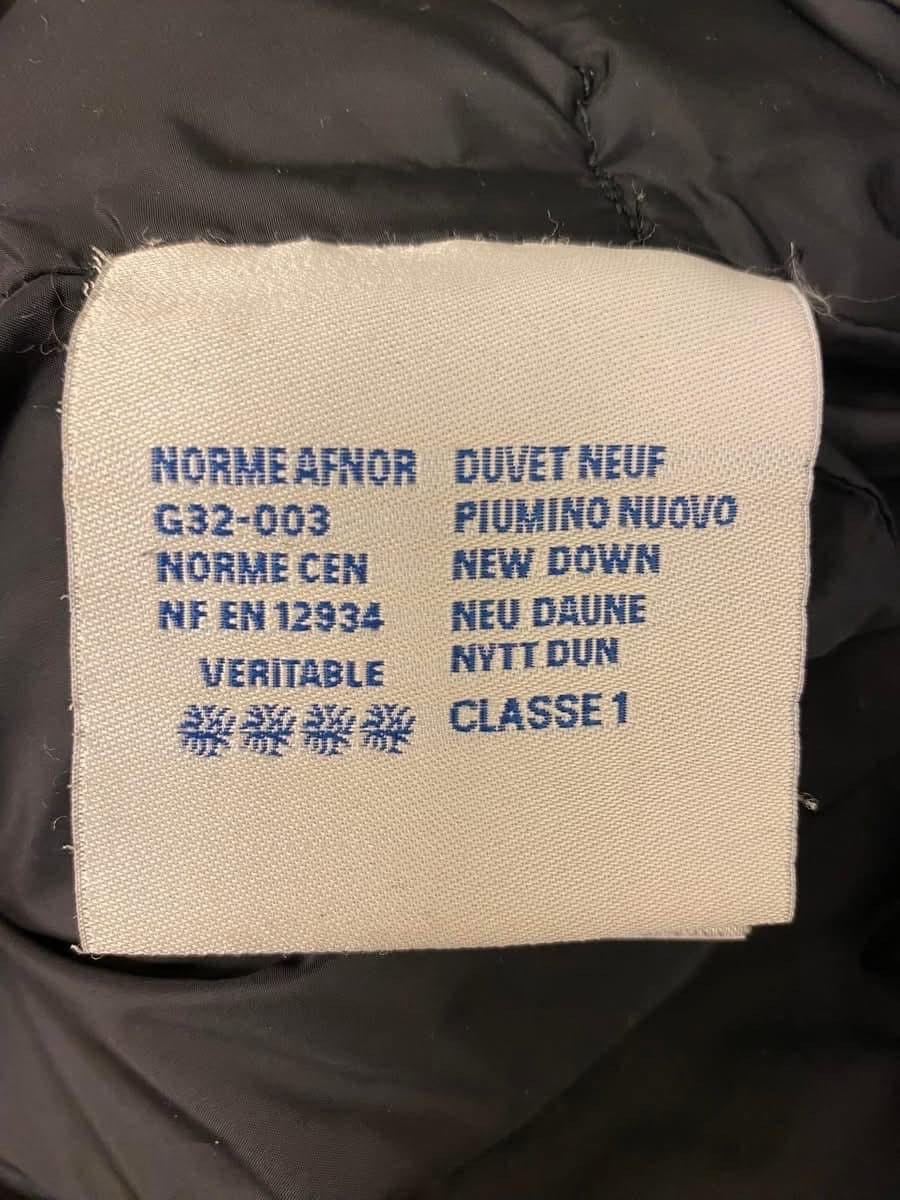 NORME AFNOR
G32-003
NORME CEN
NF EN 12934
VERITABLE
DUVET NEUF
PIUMINO NUOVO
NEW DOWN
NEU DAUNE
NYTT DUN
CLASSE 1